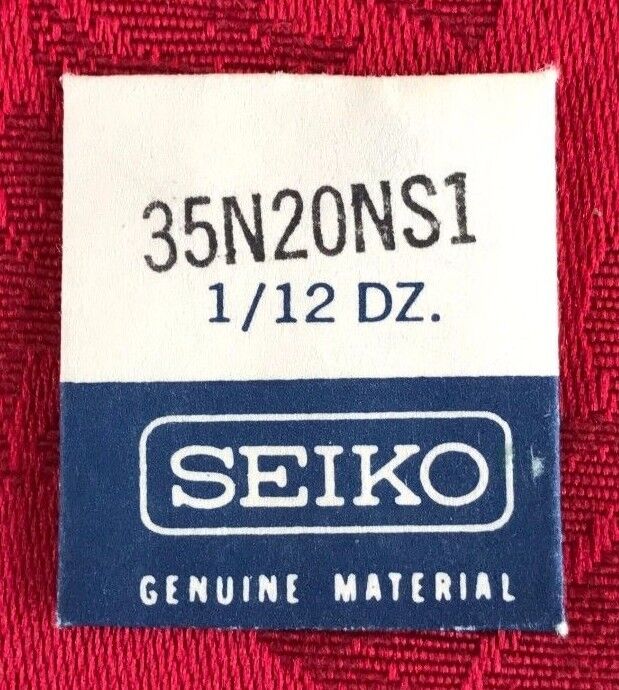 35N20NS1
1/12 DZ.
SEIKO
GENUINE MATERIAL